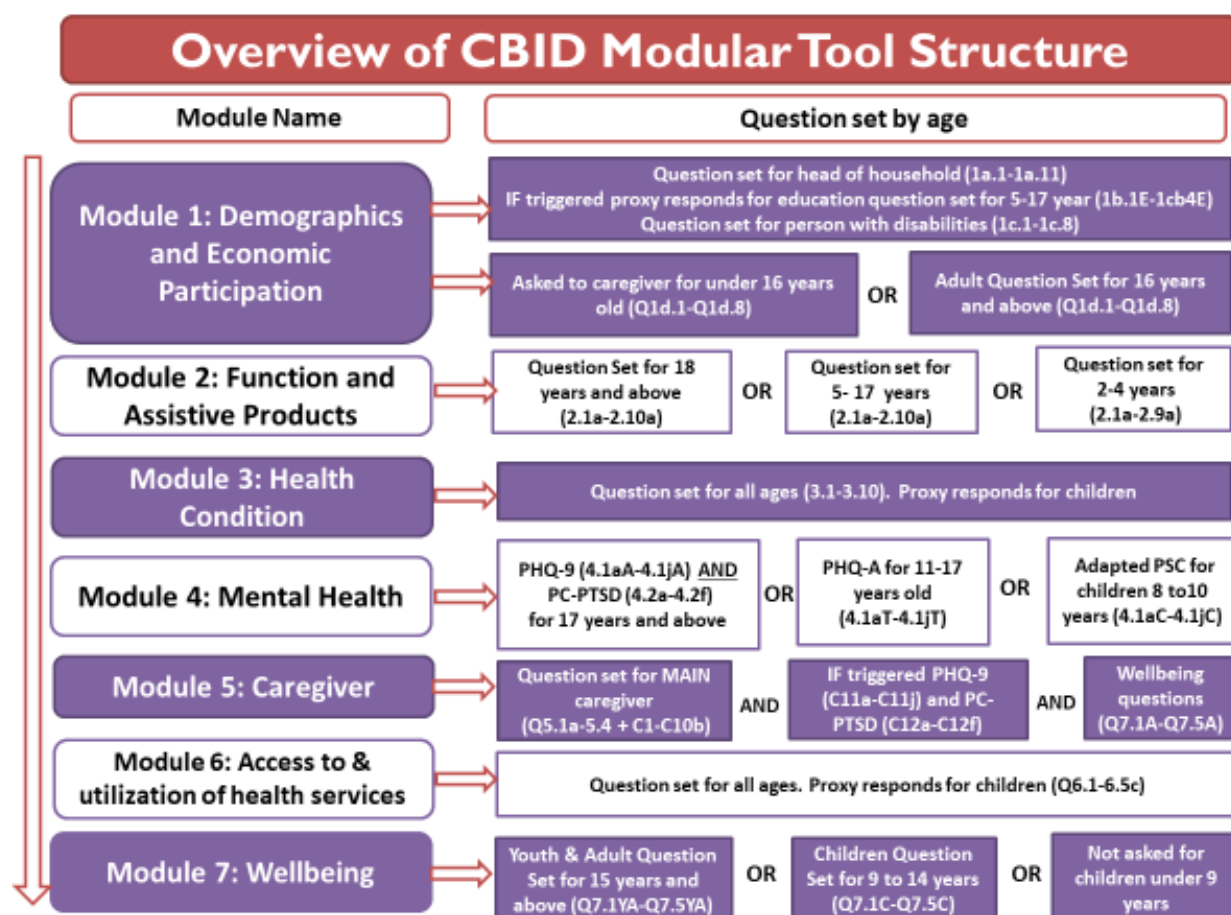 Overview of CBID Modular Tool Structure
Module Name
Question set by age
Module 1: Demographics
and Economic
Participation
Question set for head of household (1a.1-1a.11)
IF triggered proxy responds for education question set for 5-17 year (1b.1E-1cb4E)
Question set for person with disabilities (1c.1-1c.8)
Asked to caregiver for under 16 years
old (Q1d.1-Q1d.8)
OR
Adult Question Set for 16 years
and above (Q1d.1-Q1d.8)
Module 2: Function and
Assistive Products
Question Set for 18
years and above
(2.1a-2.10a)
OR
Question set for
5- 17 years
(2.1a-2.10a)
OR
Question set for
2-4 years
(2.1a-2.9a)
Module 3: Health
Condition
Question set for all ages (3.1-3.10). Proxy responds for children
Module 4: Mental Health
PHQ-9 (4.1aA-4.1jA) AND
PC-PTSD (4.2a-4.2f)
for 17 years and above
OR
PHQ-A for 11-17
years old
(4.1aT-4.1jT)
OR
Adapted PSC for
children 8 to10
years (4.1aC-4.1jC)
Module 5: Caregiver
Question set for MAIN
caregiver
(Q5.1a-5.4 + C1-C10b)
AND
IF triggered PHQ-9
(C11a-C11j) and PC-
PTSD (C12a-C12f)
AND
Wellbeing
questions
(Q7.1A-Q7.5A)
Module 6: Access to &
utilization of health services
Question set for all ages. Proxy responds for children (Q6.1-6.5c)
Module 7: Wellbeing
Youth & Adult Question
Set for 15 years and
above (Q7.1YA-Q7.5YA)
OR
Children Question
Set for 9 to 14 years
(Q7.1C-Q7.5C)
OR
Not asked for
children under 9
years